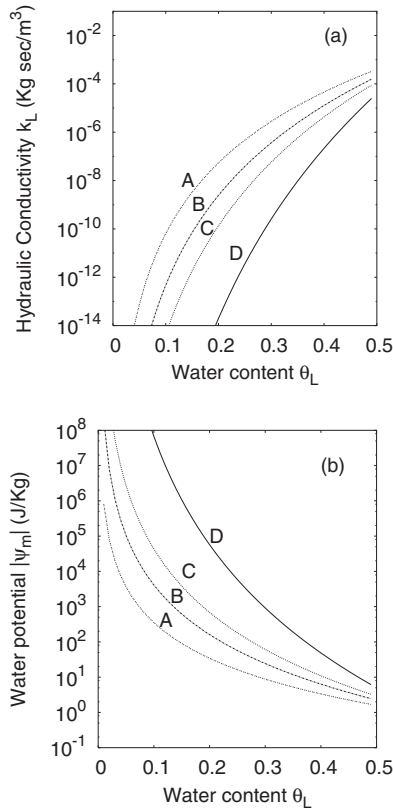 (a)
Hydraulic Conductivity k_L (Kg sec/m^3)
10^-2
10^-4
10^-6
10^-8
10^-10
10^-12
10^-14
A
B
C
D
0 0.1 0.2 0.3 0.4 0.5
Water content θ_L
(b)
Water potential |ψ_m| (J/Kg)
10^8
10^7
10^6
10^5
10^4
10^3
10^2
10^1
10^0
10^-1
D
C
B
A
0.0 0.1 0.2 0.3 0.4 0.5
Water content θ_L